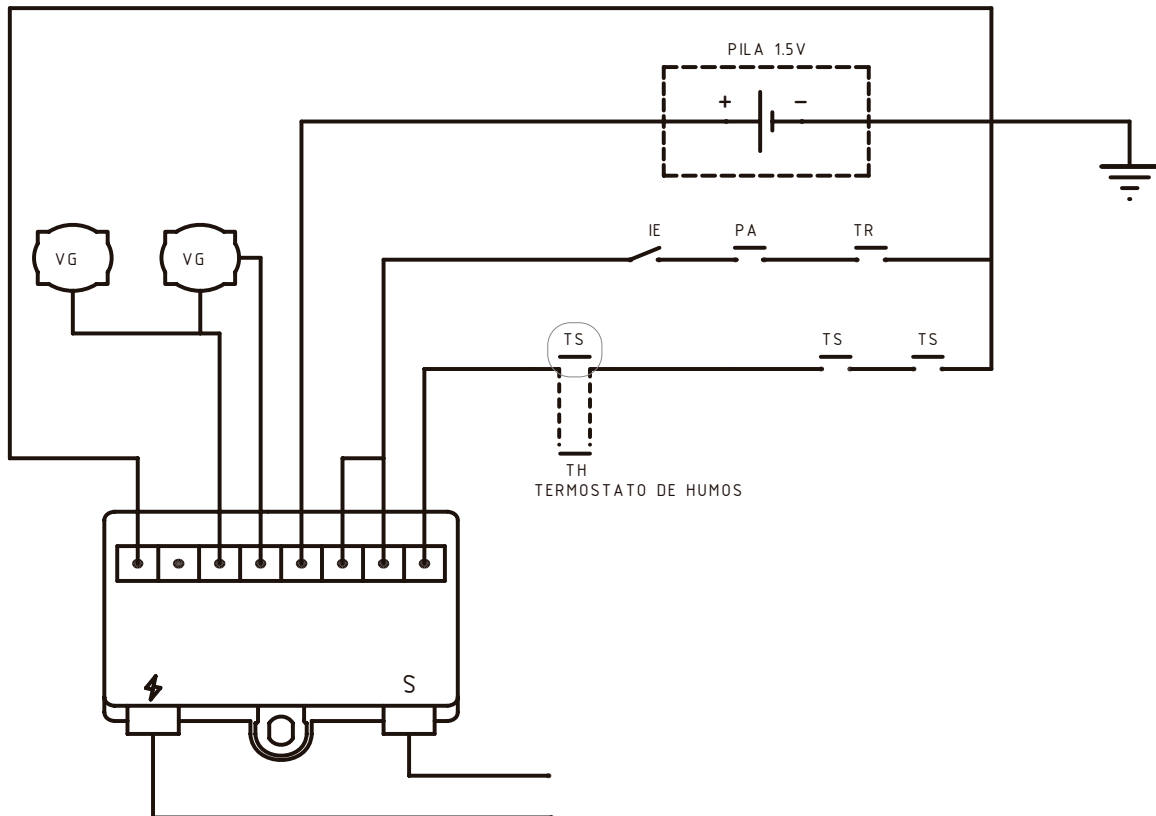 PILA 1.5V
+ −
IE PA TR
VG VG
TS TS TS
TH
TERMOSTATO DE HUMOS
S